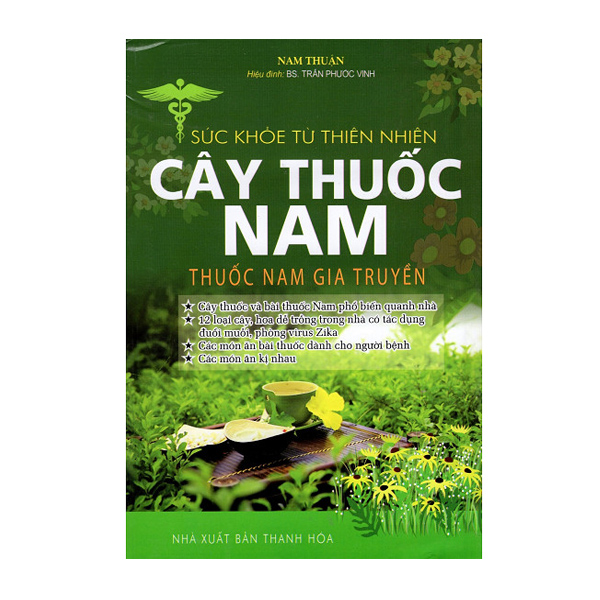 NAM THUẬN
Hiệu đính: BS. TRẦN PHƯỚC VINH
SỨC KHỎE TỪ THIÊN NHIÊN
CÂY THUỐC
NAM
THUỐC NAM GIA TRUYỀN
★ Cây thuốc và bài thuốc Nam phổ biến quanh nhà
★ 12 loại cây, hoa dễ trồng trong nhà có tác dụng
đuổi muỗi, phòng virus Zika
★ Các món ăn bài thuốc dành cho người bệnh
★ Các món ăn kị nhau
NHÀ XUẤT BẢN THANH HÓA